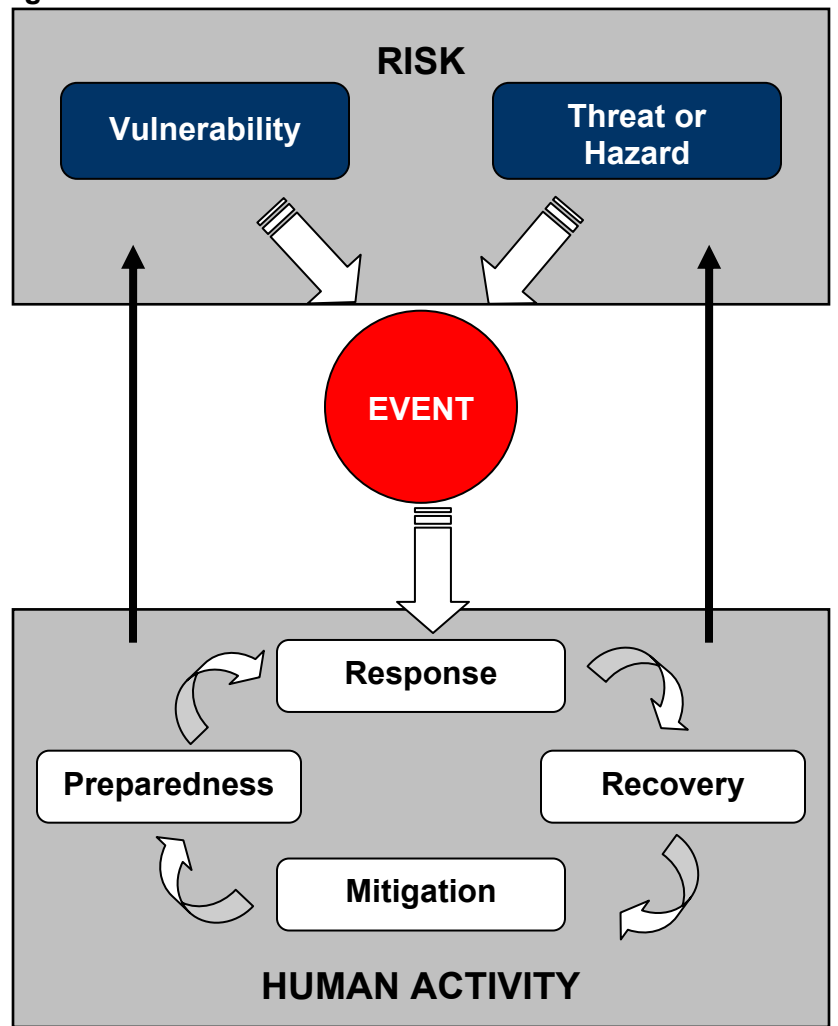 RISK
Vulnerability
Threat or
Hazard
EVENT
Response
Preparedness
Recovery
Mitigation
HUMAN ACTIVITY